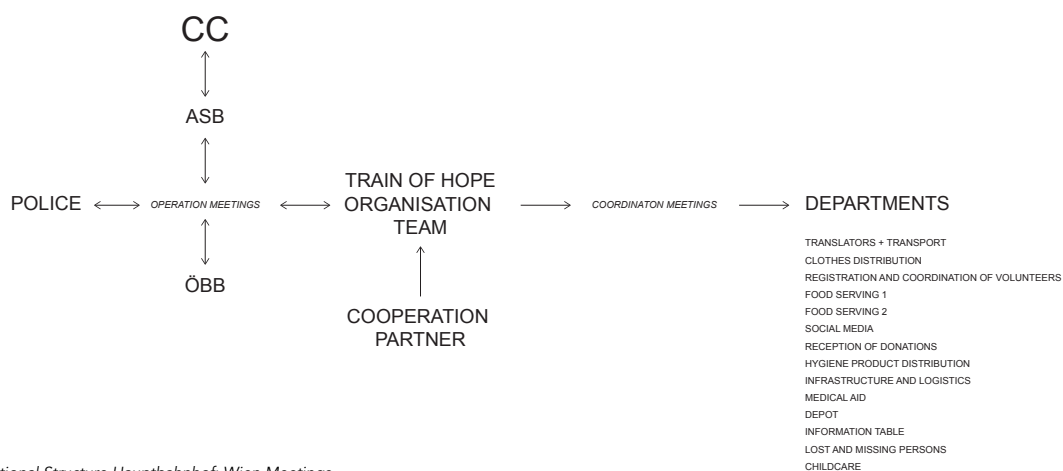 CC
ASB
POLICE
OPERATION MEETINGS
TRAIN OF HOPE
ORGANISATION
TEAM
COORDINATON MEETINGS
DEPARTMENTS
ÖBB
COOPERATION
PARTNER
TRANSLATORS + TRANSPORT
CLOTHES DISTRIBUTION
REGISTRATION AND COORDINATION OF VOLUNTEERS
FOOD SERVING 1
FOOD SERVING 2
SOCIAL MEDIA
RECEPTION OF DONATIONS
HYGIENE PRODUCT DISTRIBUTION
INFRASTRUCTURE AND LOGISTICS
MEDICAL AID
DEPOT
INFORMATION TABLE
LOST AND MISSING PERSONS
CHILDCARE
Structure Hauptbahnhof: Wien Meetings